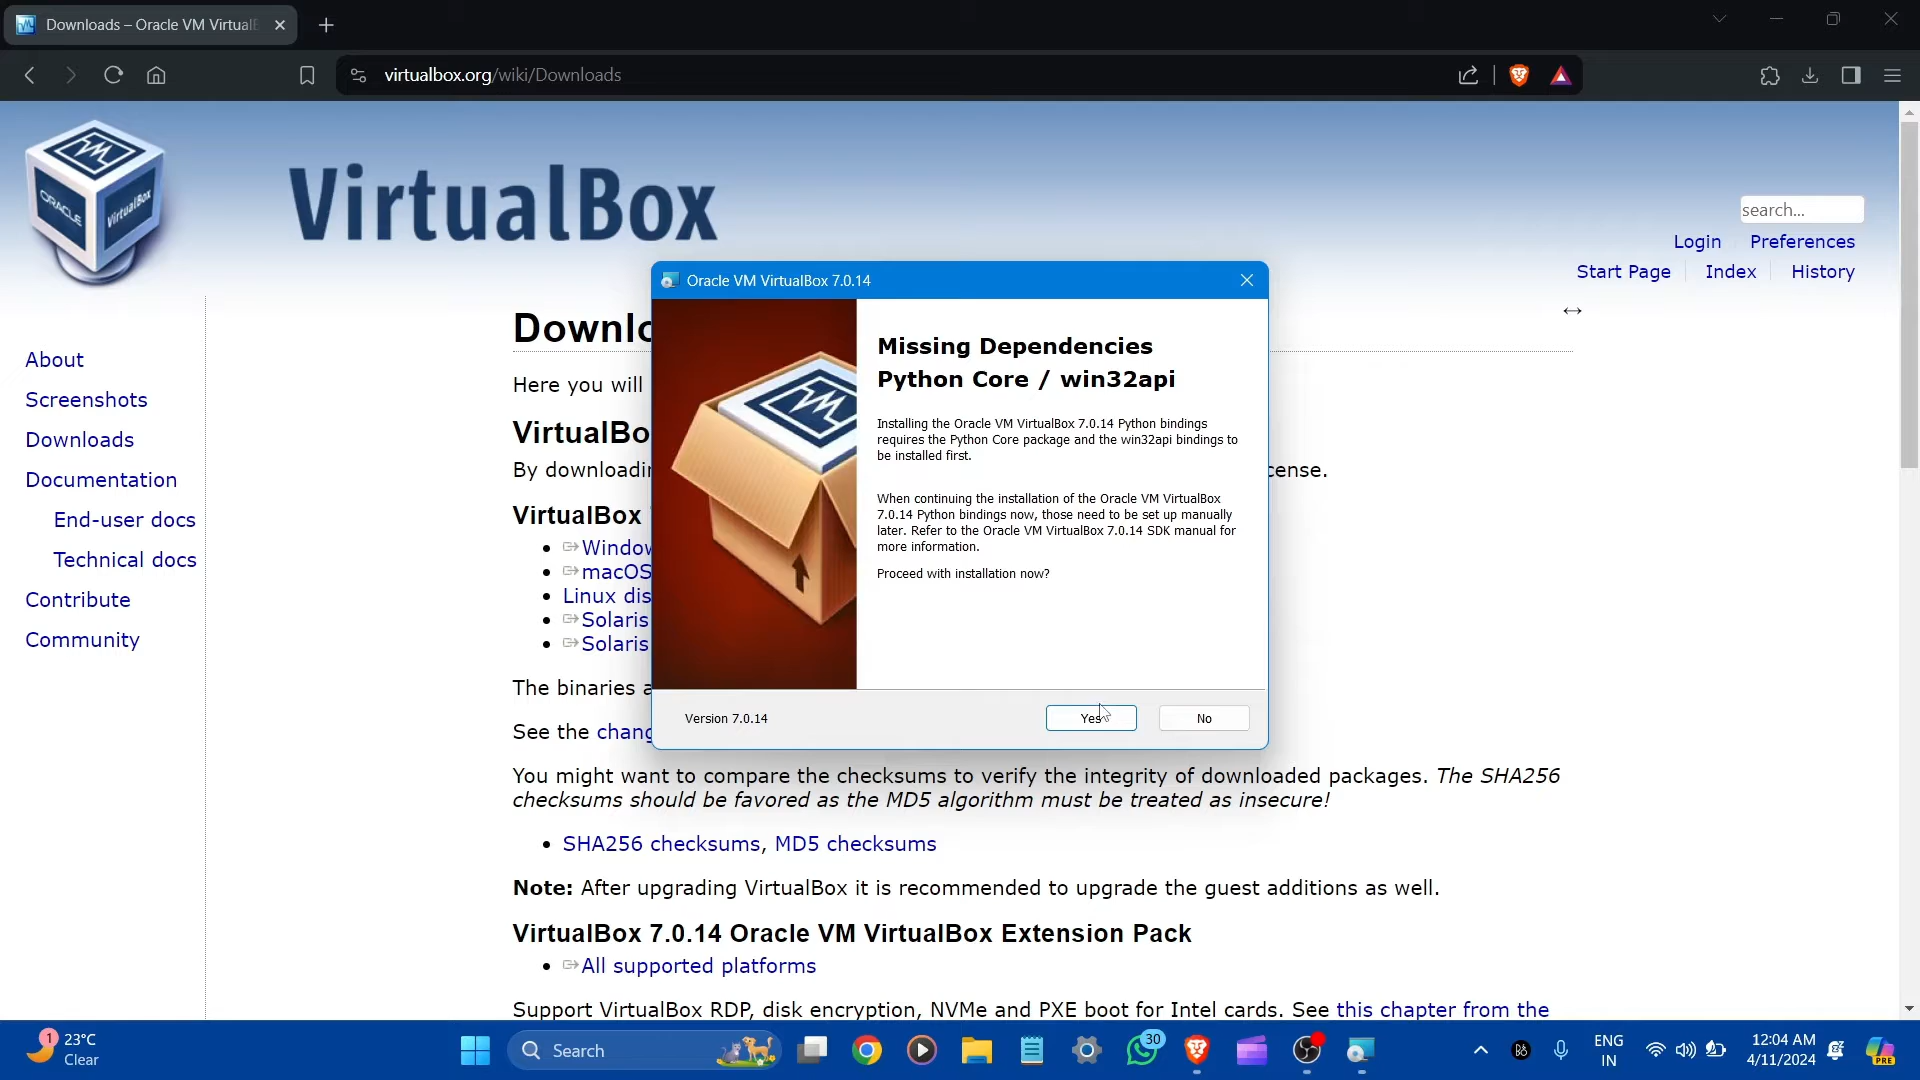 Downloads – Oracle VM Virtual
virtualbox.org/wiki/Downloads
ORACLE
VirtualBox
VirtualBox
search...
Login
Preferences
Start Page
Index
History
About
Screenshots
Downloads
Documentation
End-user docs
Technical docs
Contribute
Community
Downlo
Here you will
VirtualBo
By downloadin
cense.
VirtualBox
Window
macOS
Linux dis
Solaris
Solaris
The binaries a
See the chang
Oracle VM VirtualBox 7.0.14
Missing Dependencies
Python Core / win32api
Installing the Oracle VM VirtualBox 7.0.14 Python bindings
requires the Python Core package and the win32api bindings to
be installed first.
When continuing the installation of the Oracle VM VirtualBox
7.0.14 Python bindings now, those need to be set up manually
later. Refer to the Oracle VM VirtualBox 7.0.14 SDK manual for
more information.
Proceed with installation now?
Version 7.0.14
Yes
No
You might want to compare the checksums to verify the integrity of downloaded packages. The SHA256
checksums should be favored as the MD5 algorithm must be treated as insecure!
SHA256 checksums, MD5 checksums
Note: After upgrading VirtualBox it is recommended to upgrade the guest additions as well.
VirtualBox 7.0.14 Oracle VM VirtualBox Extension Pack
All supported platforms
Support VirtualBox RDP, disk encryption, NVMe and PXE boot for Intel cards. See this chapter from the
1
23°C
Clear
Search
30
ENG
IN
12:04 AM
4/11/2024
PRE